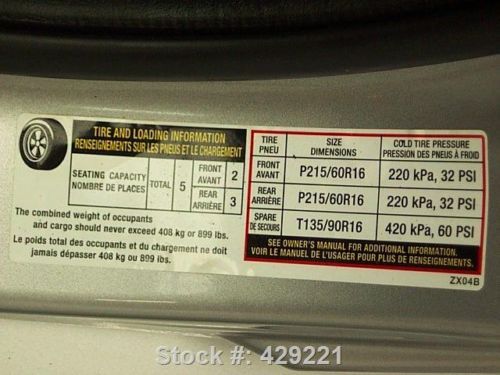 TIRE AND LOADING INFORMATION
RENSEIGNEMENTS SUR LES PNEUS ET LE CHARGEMENT
SEATING CAPACITY
NOMBRE DE PLACES
TOTAL 5
FRONT
AVANT 2
REAR
ARRIÈRE 3
The combined weight of occupants
and cargo should never exceed 408 kg or 899 lbs.
Le poids total des occupants et du chargement ne doit
jamais dépasser 408 kg ou 899 lbs.
TIRE
PNEU
SIZE
DIMENSIONS
COLD TIRE PRESSURE
PRESSION DES PNEUS À FROID
FRONT
AVANT
P215/60R16 220 kPa, 32 PSI
REAR
ARRIÈRE
P215/60R16 220 kPa, 32 PSI
SPARE
DE SECOURS
T135/90R16 420 kPa, 60 PSI
SEE OWNER'S MANUAL FOR ADDITIONAL INFORMATION.
VOIR LE MANUEL DE L'USAGER POUR PLUS DE RENSEIGNEMENTS.
ZX04B
Stock #: 429221